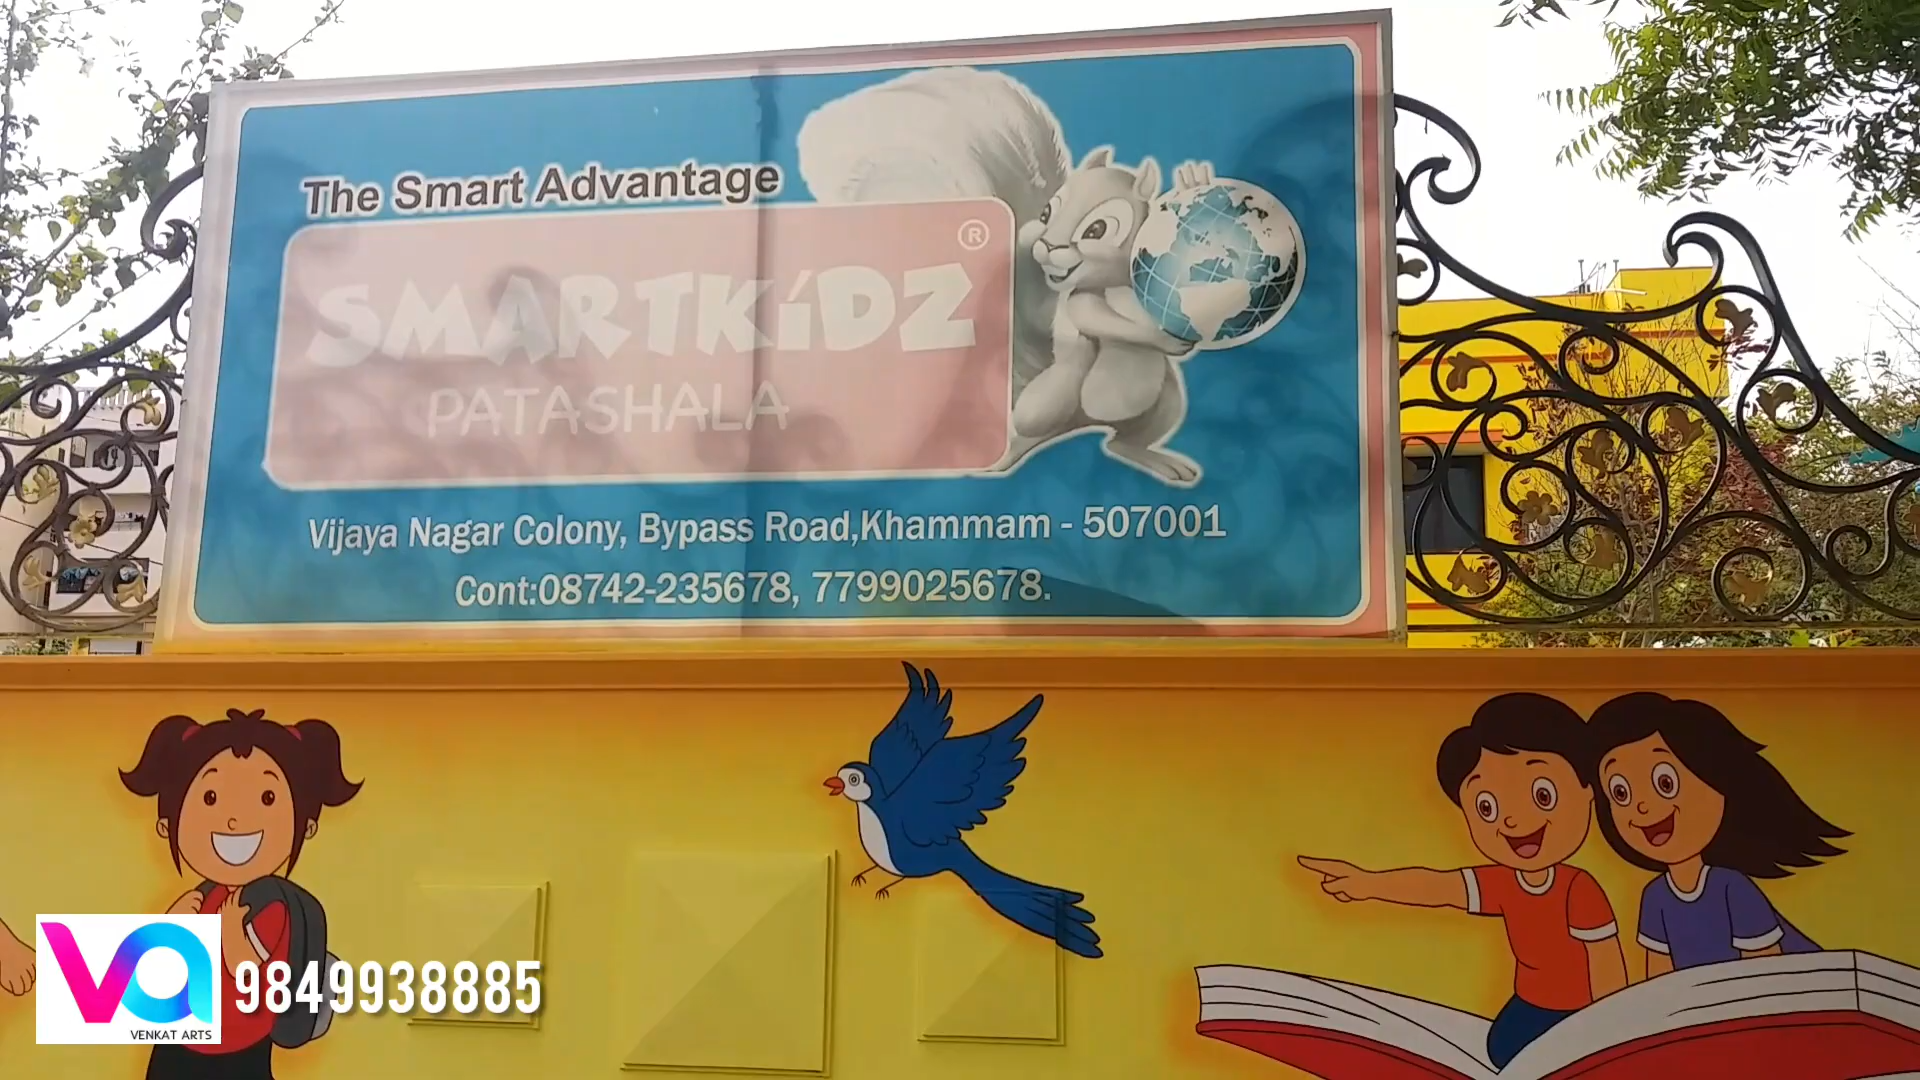 The Smart Advantage
®
SMARTKiDZ
PATASHALA
Vijaya Nagar Colony, Bypass Road,Khammam - 507001
Cont:08742-235678, 7799025678.
va
VENKAT ARTS
9849938885